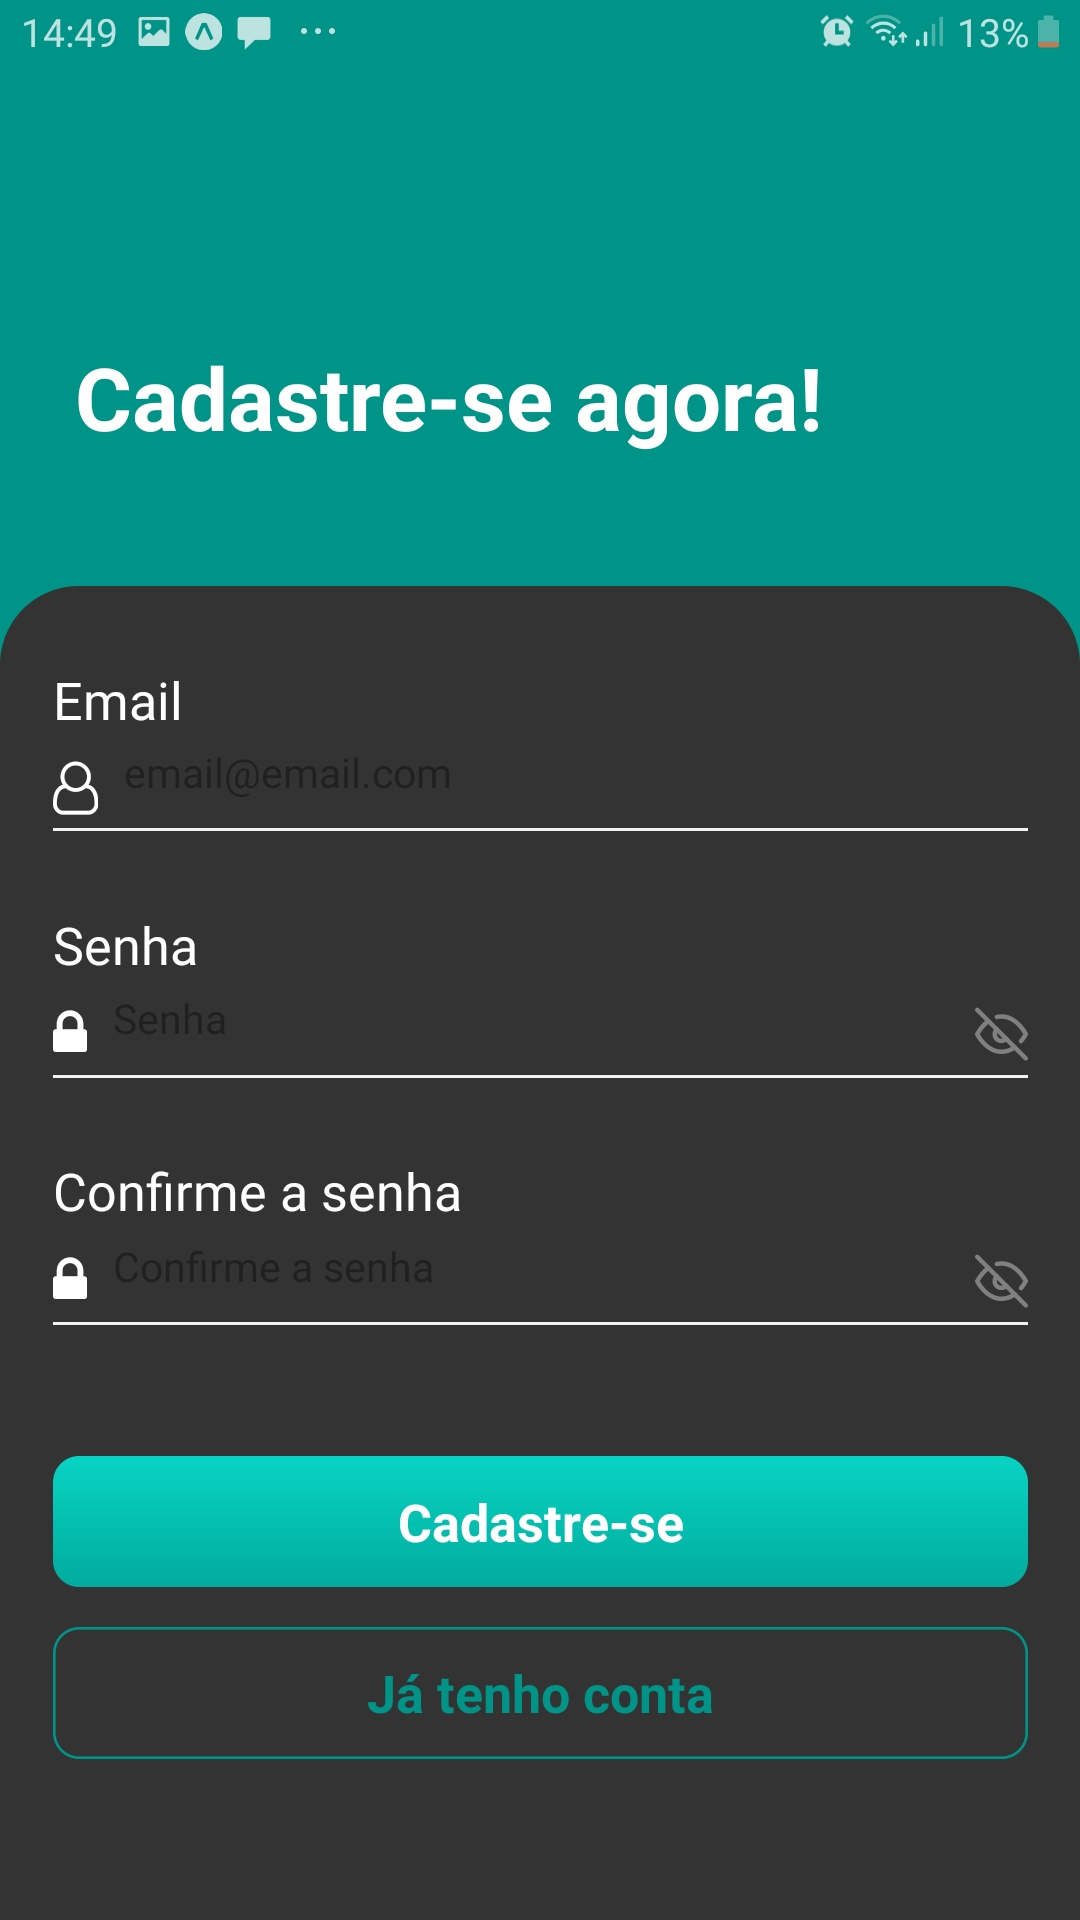 14:49 13%
Cadastre-se agora!
Email
email@email.com
Senha
Senha
Confirme a senha
Confirme a senha
Cadastre-se
Já tenho conta